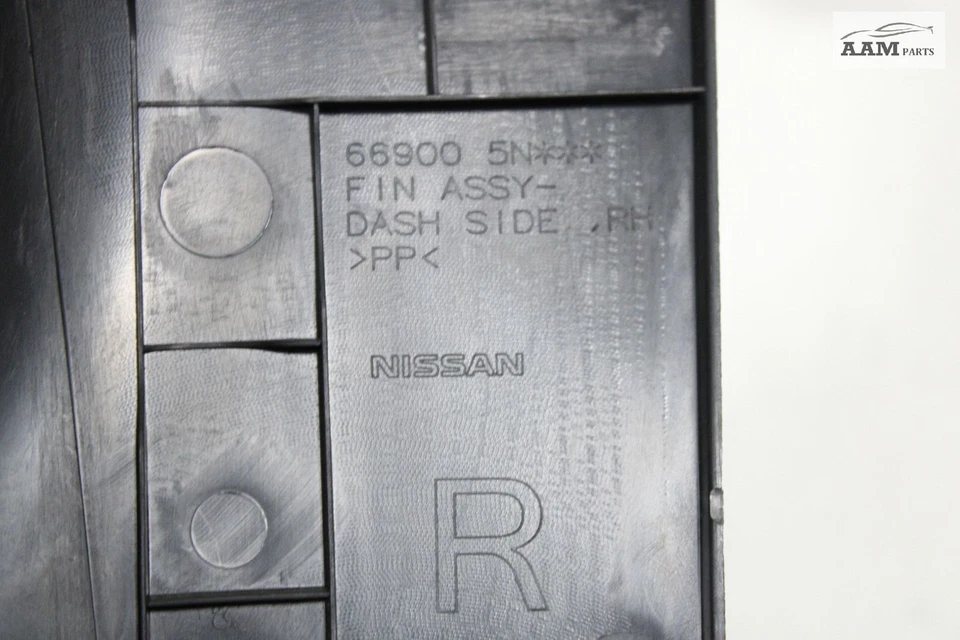 AAM PARTS
66900 5N***
FIN ASSY-
DASH SIDE ,RH
>PP<
NISSAN
R